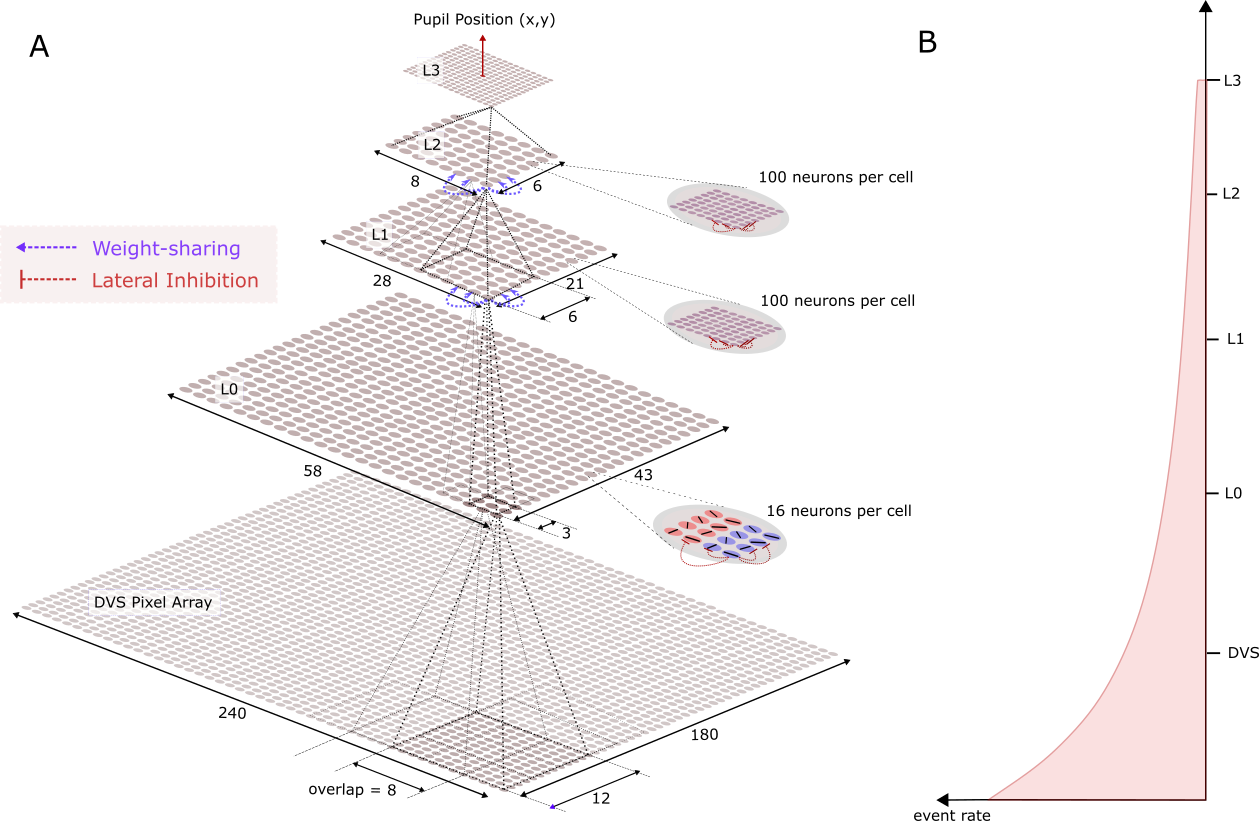 A
Pupil Position (x,y)
L3
L2
8
6
100 neurons per cell
Weight-sharing
Lateral Inhibition
L1
28
21
6
100 neurons per cell
L0
58
43
3
16 neurons per cell
DVS Pixel Array
240
180
overlap = 8
12
B
L3
L2
L1
L0
DVS
event rate